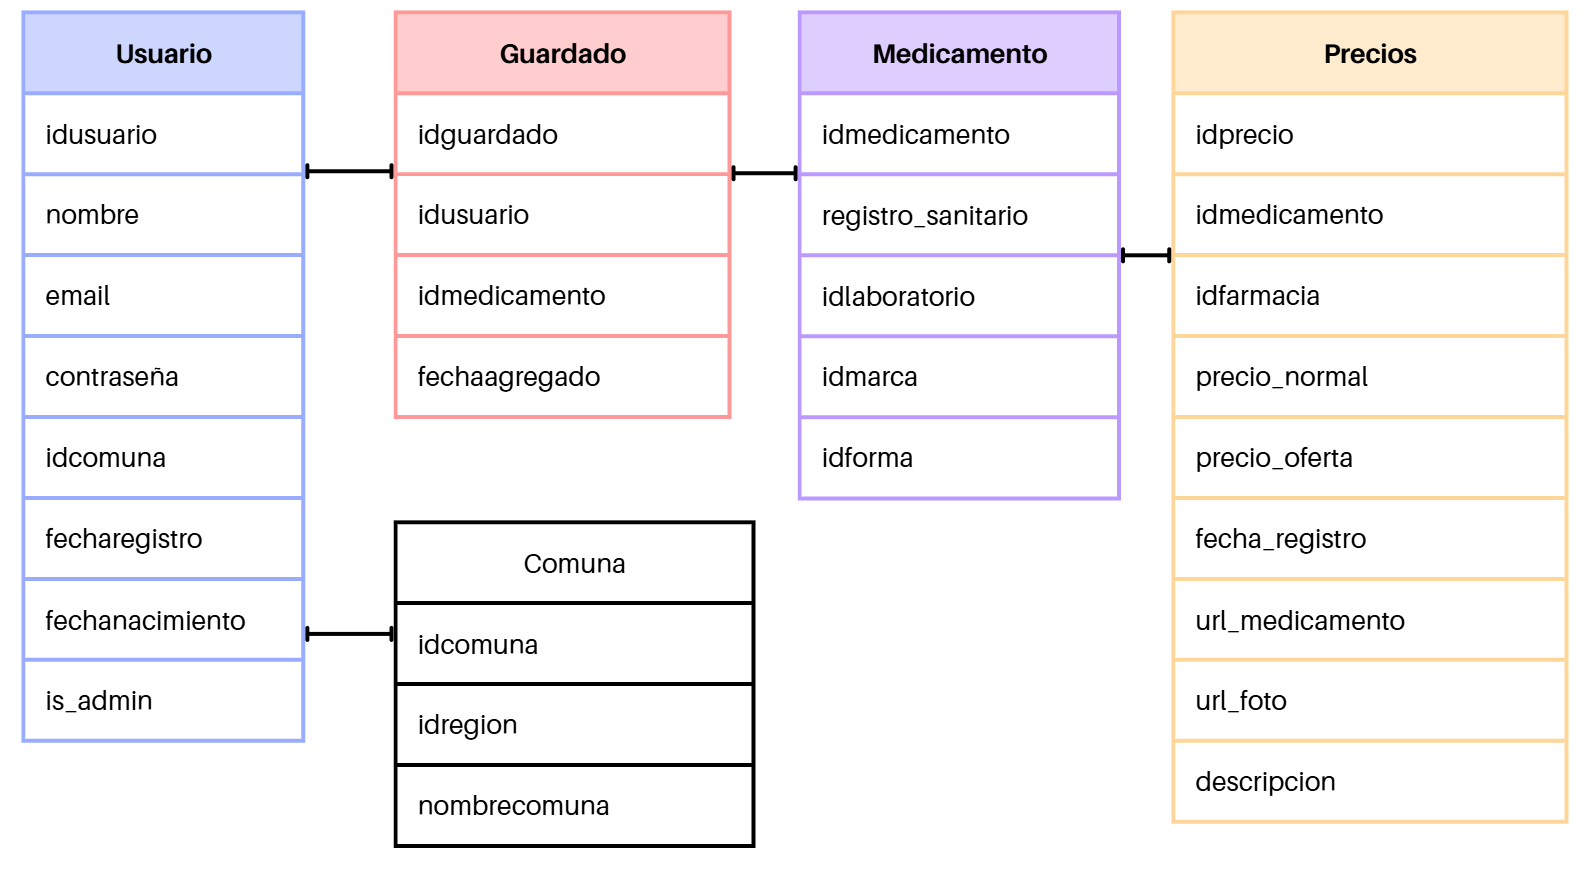 Usuario
idusuario
nombre
email
contraseña
idcomuna
fecharegistro
fechanacimiento
is_admin
Guardado
idguardado
idusuario
idmedicamento
fechaagregado
Comuna
idcomuna
idregion
nombrecomuna
Medicamento
idmedicamento
registro_sanitario
idlaboratorio
idmarca
idforma
Precios
idprecio
idmedicamento
idfarmacia
precio_normal
precio_oferta
fecha_registro
url_medicamento
url_foto
descripcion